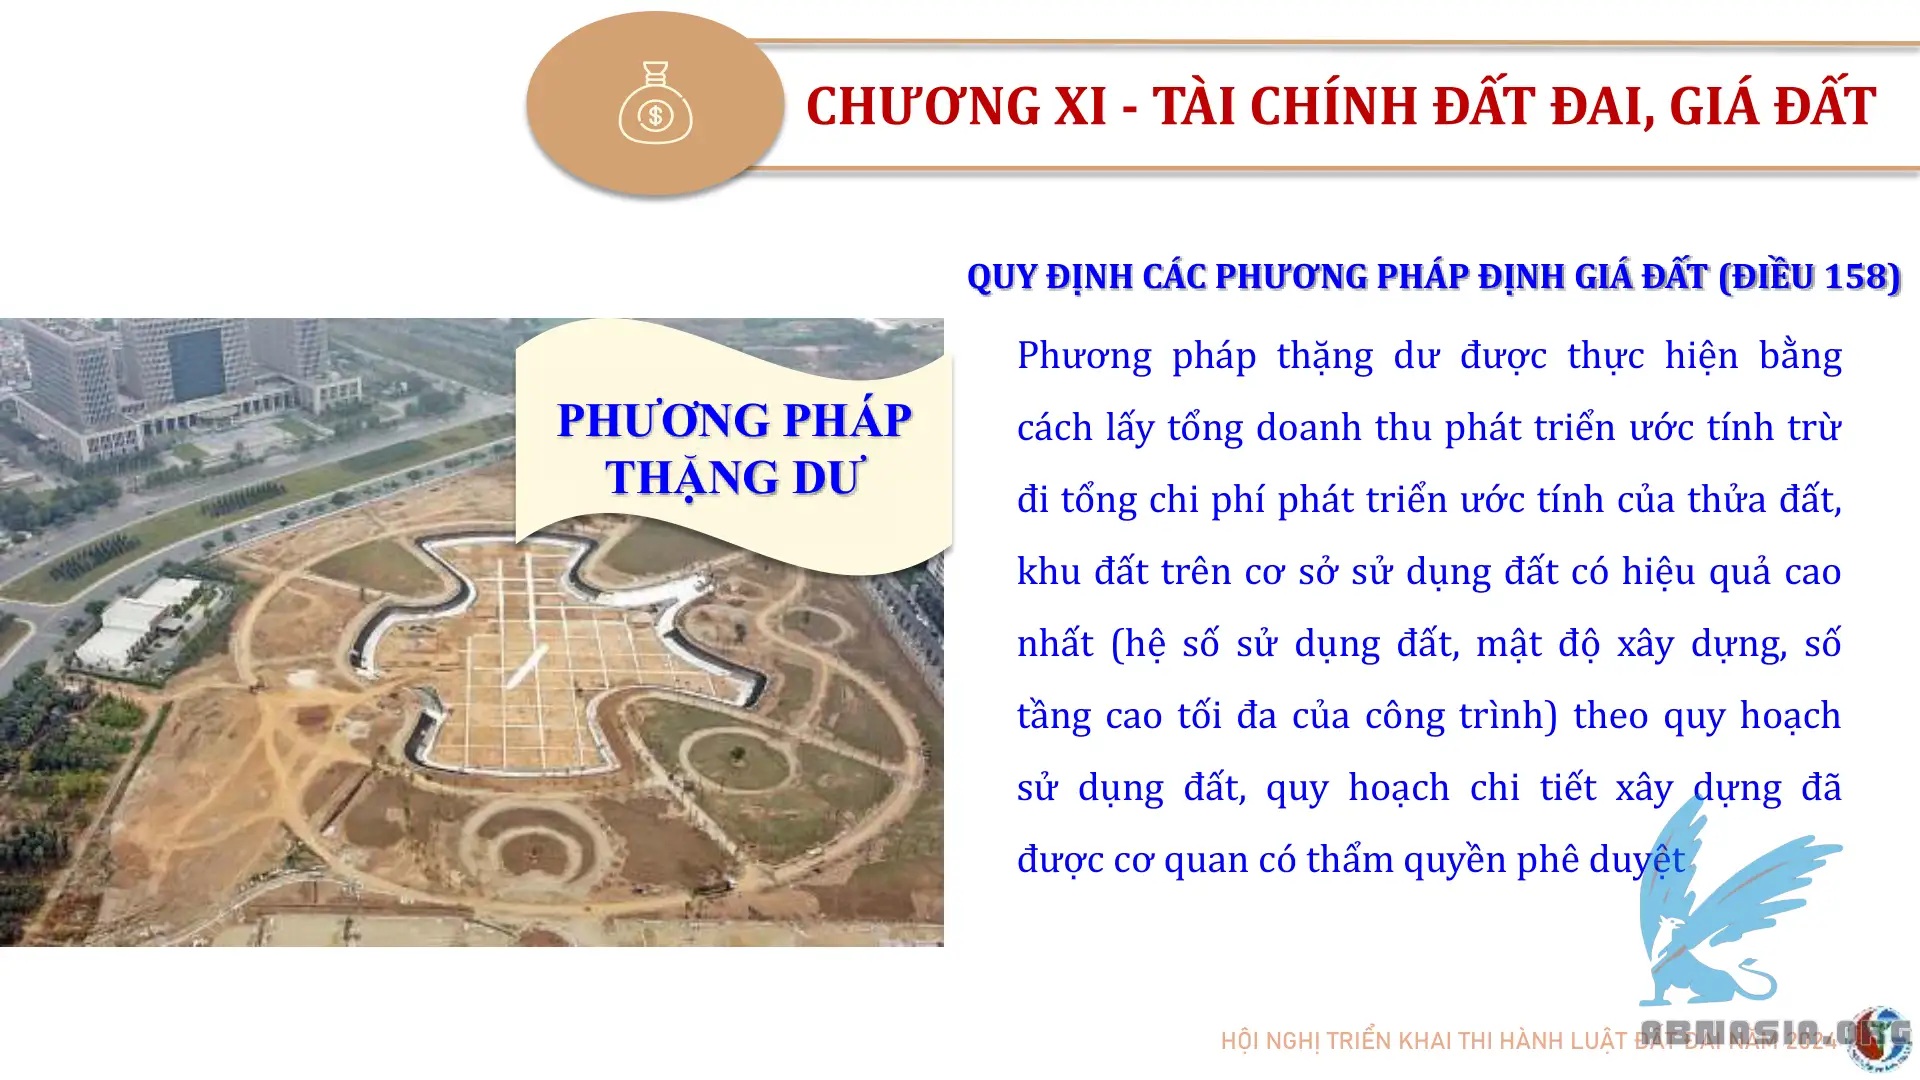 CHƯƠNG XI - TÀI CHÍNH ĐẤT ĐAI, GIÁ ĐẤT
QUY ĐỊNH CÁC PHƯƠNG PHÁP ĐỊNH GIÁ ĐẤT (ĐIỀU 158)
PHƯƠNG PHÁP
THẶNG DƯ
Phương pháp thặng dư được thực hiện bằng
cách lấy tổng doanh thu phát triển ước tính trừ
đi tổng chi phí phát triển ước tính của thửa đất,
khu đất trên cơ sở sử dụng đất có hiệu quả cao
nhất (hệ số sử dụng đất, mật độ xây dựng, số
tầng cao tối đa của công trình) theo quy hoạch
sử dụng đất, quy hoạch chi tiết xây dựng đã
được cơ quan có thẩm quyền phê duyệt
HỘI NGHỊ TRIỂN KHAI THI HÀNH LUẬT ĐẤT ĐAI NĂM 2024
ABMASIA.ORG